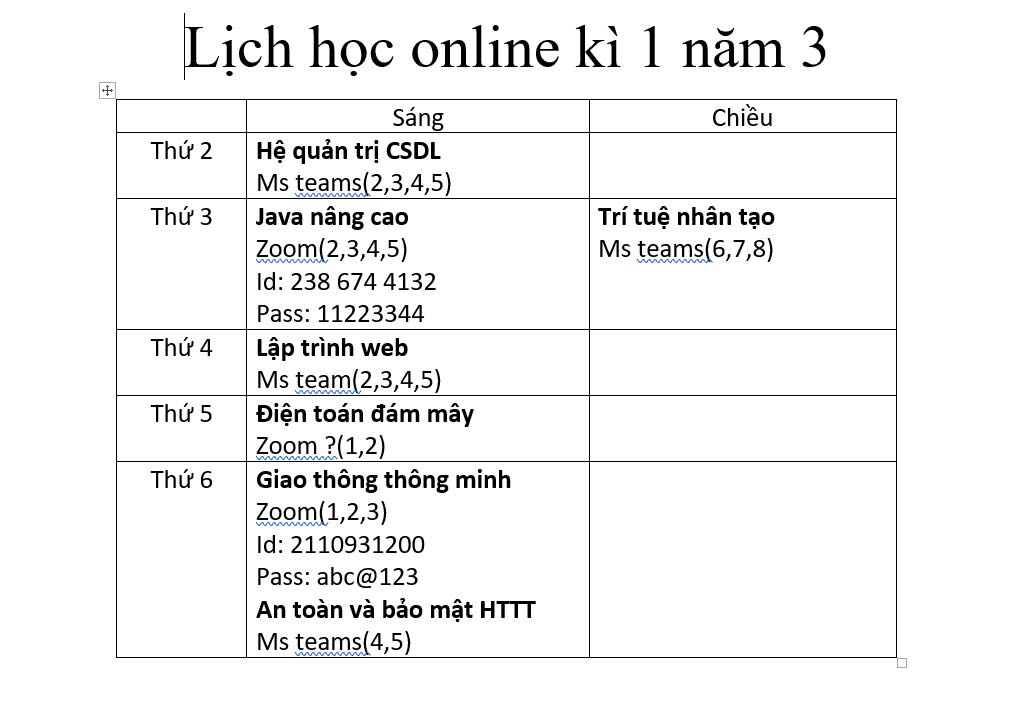 Lịch học online kì 1 năm 3
Sáng Chiều
Thứ 2 Hệ quản trị CSDL
Ms teams(2,3,4,5)
Thứ 3 Java nâng cao Trí tuệ nhân tạo
Zoom(2,3,4,5) Ms teams(6,7,8)
Id: 238 674 4132
Pass: 11223344
Thứ 4 Lập trình web
Ms team(2,3,4,5)
Thứ 5 Điện toán đám mây
Zoom ?(1,2)
Thứ 6 Giao thông thông minh
Zoom(1,2,3)
Id: 2110931200
Pass: abc@123
An toàn và bảo mật HTTT
Ms teams(4,5)